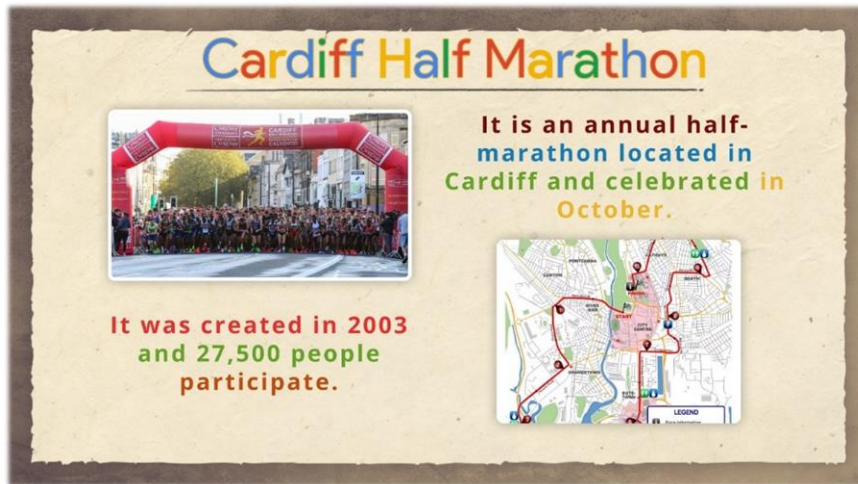 Cardiff Half Marathon
It is an annual half-
marathon located in
Cardiff and celebrated in
October.
It was created in 2003
and 27,500 people
participate.
START
LEGEND